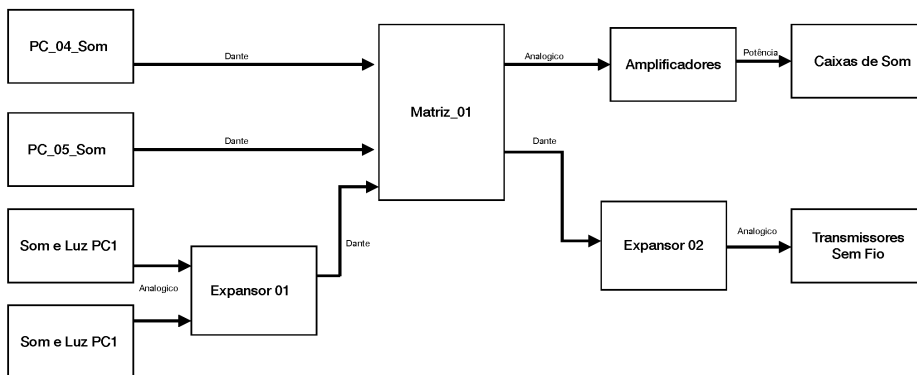 PC_04_Som
Dante
Matriz_01
Analogico
Amplificadores
Potência
Caixas de Som
PC_05_Som
Dante
Dante
Som e Luz PC1
Analogico
Expansor 01
Dante
Expansor 02
Analogico
Transmissores
Sem Fio
Som e Luz PC1